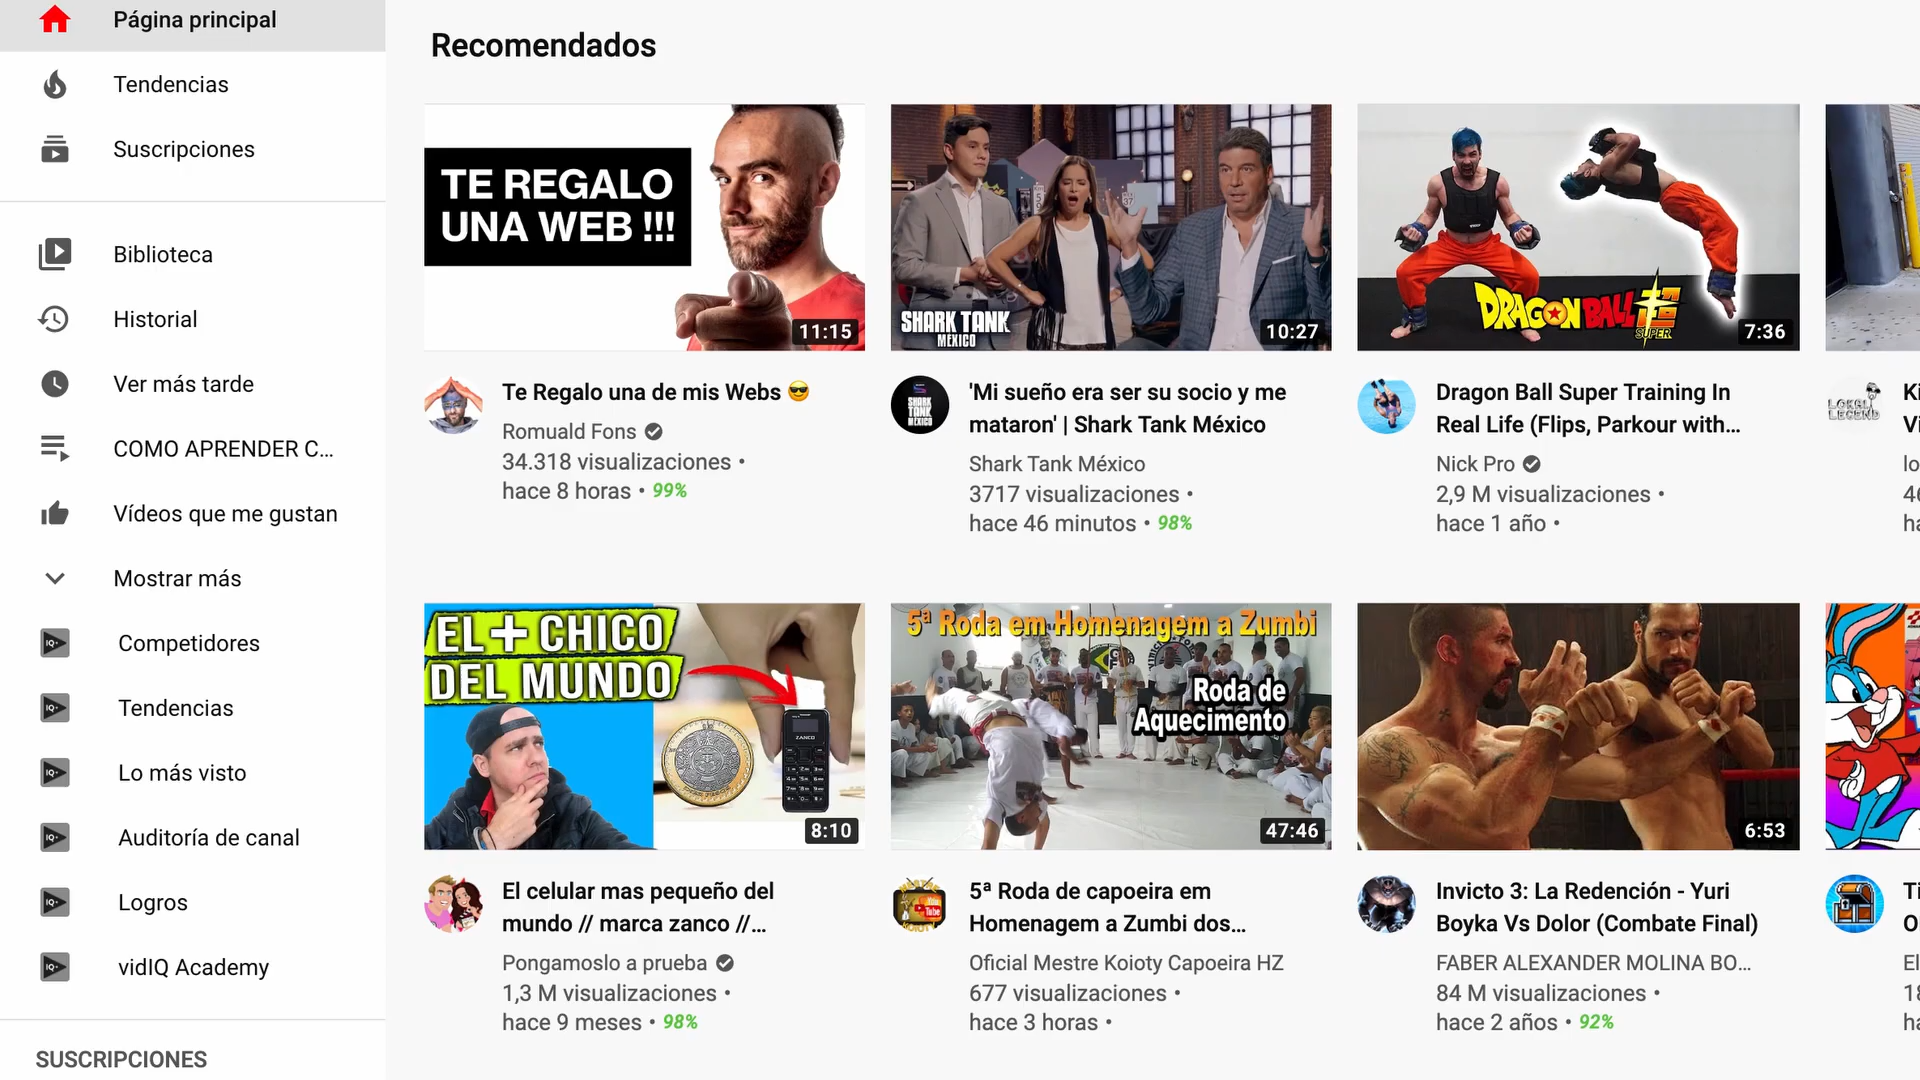 Página principal
Tendencias
Suscripciones
Biblioteca
Historial
Ver más tarde
COMO APRENDER C...
Vídeos que me gustan
Mostrar más
Competidores
Tendencias
Lo más visto
Auditoría de canal
Logros
vidIQ Academy
SUSCRIPCIONES
Recomendados
TE REGALO
UNA WEB !!!
11:15
Te Regalo una de mis Webs 😎
Romuald Fons
34.318 visualizaciones •
hace 8 horas • 99%
SHARK TANK
MÉXICO
10:27
'Mi sueño era ser su socio y me
mataron' | Shark Tank México
Shark Tank México
3717 visualizaciones •
hace 46 minutos • 98%
DRAGON BALL 超
SUPER
7:36
Dragon Ball Super Training In
Real Life (Flips, Parkour with...
Nick Pro
2,9 M visualizaciones •
hace 1 año •
LOKAL
LEGEND
EL + CHICO
DEL MUNDO
ZANCO
8:10
El celular mas pequeño del
mundo // marca zanco //...
Pongamoslo a prueba
1,3 M visualizaciones •
hace 9 meses • 98%
5ª Roda em Homenagem a Zumbi
Roda de
Aquecimento
47:46
5ª Roda de capoeira em
Homenagem a Zumbi dos...
Oficial Mestre Koioty Capoeira HZ
677 visualizaciones •
hace 3 horas •
6:53
Invicto 3: La Redención - Yuri
Boyka Vs Dolor (Combate Final)
FABER ALEXANDER MOLINA BO...
84 M visualizaciones •
hace 2 años • 92%